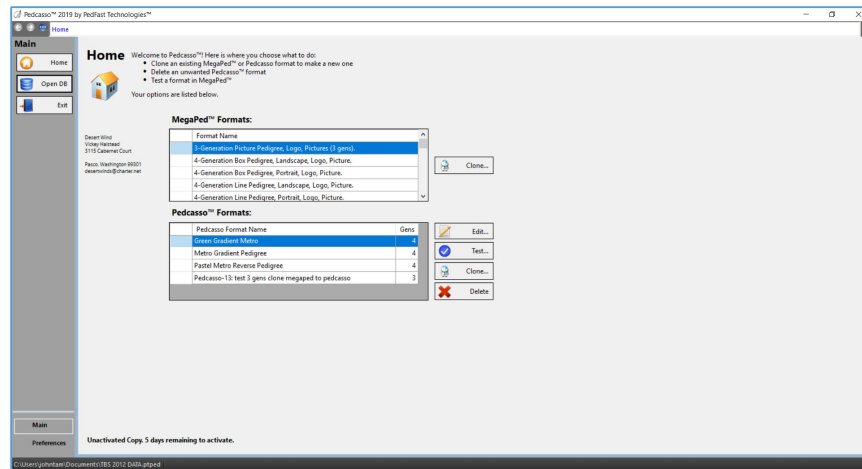 Pedcasso™ 2019 by PedFast Technologies™
Home
Main
Home
Open DB
Exit
Home
Welcome to Pedcasso™! Here is where you choose what to do:
• Clone an existing MegaPed™ or Pedcasso format to make a new one
• Delete an unwanted Pedcasso™ format
• Test a format in MegaPed™
Your options are listed below.
Desert Wind
Vickey Halstead
3115 Cabernet Court
Pasco, Washington 99301
desertwinds@charter.net
MegaPed™ Formats:
Format Name
3-Generation Picture Pedigree, Logo, Pictures (3 gens).
4-Generation Box Pedigree, Landscape, Logo, Picture.
4-Generation Box Pedigree, Portrait, Logo, Picture.
4-Generation Line Pedigree, Landscape, Logo, Picture.
4-Generation Line Pedigree, Portrait, Logo, Picture.
Clone...
Pedcasso™ Formats:
Pedcasso Format Name Gens
Green Gradient Metro 4
Metro Gradient Pedigree 4
Pastel Metro Reverse Pedigree 4
Pedcasso-13: test 3 gens clone megaped to pedcasso 3
Edit...
Test...
Clone...
Delete
Main
Preferences
Unactivated Copy. 5 days remaining to activate.
C:\Users\johntam\Documents\TBS 2012 DATA.ptped